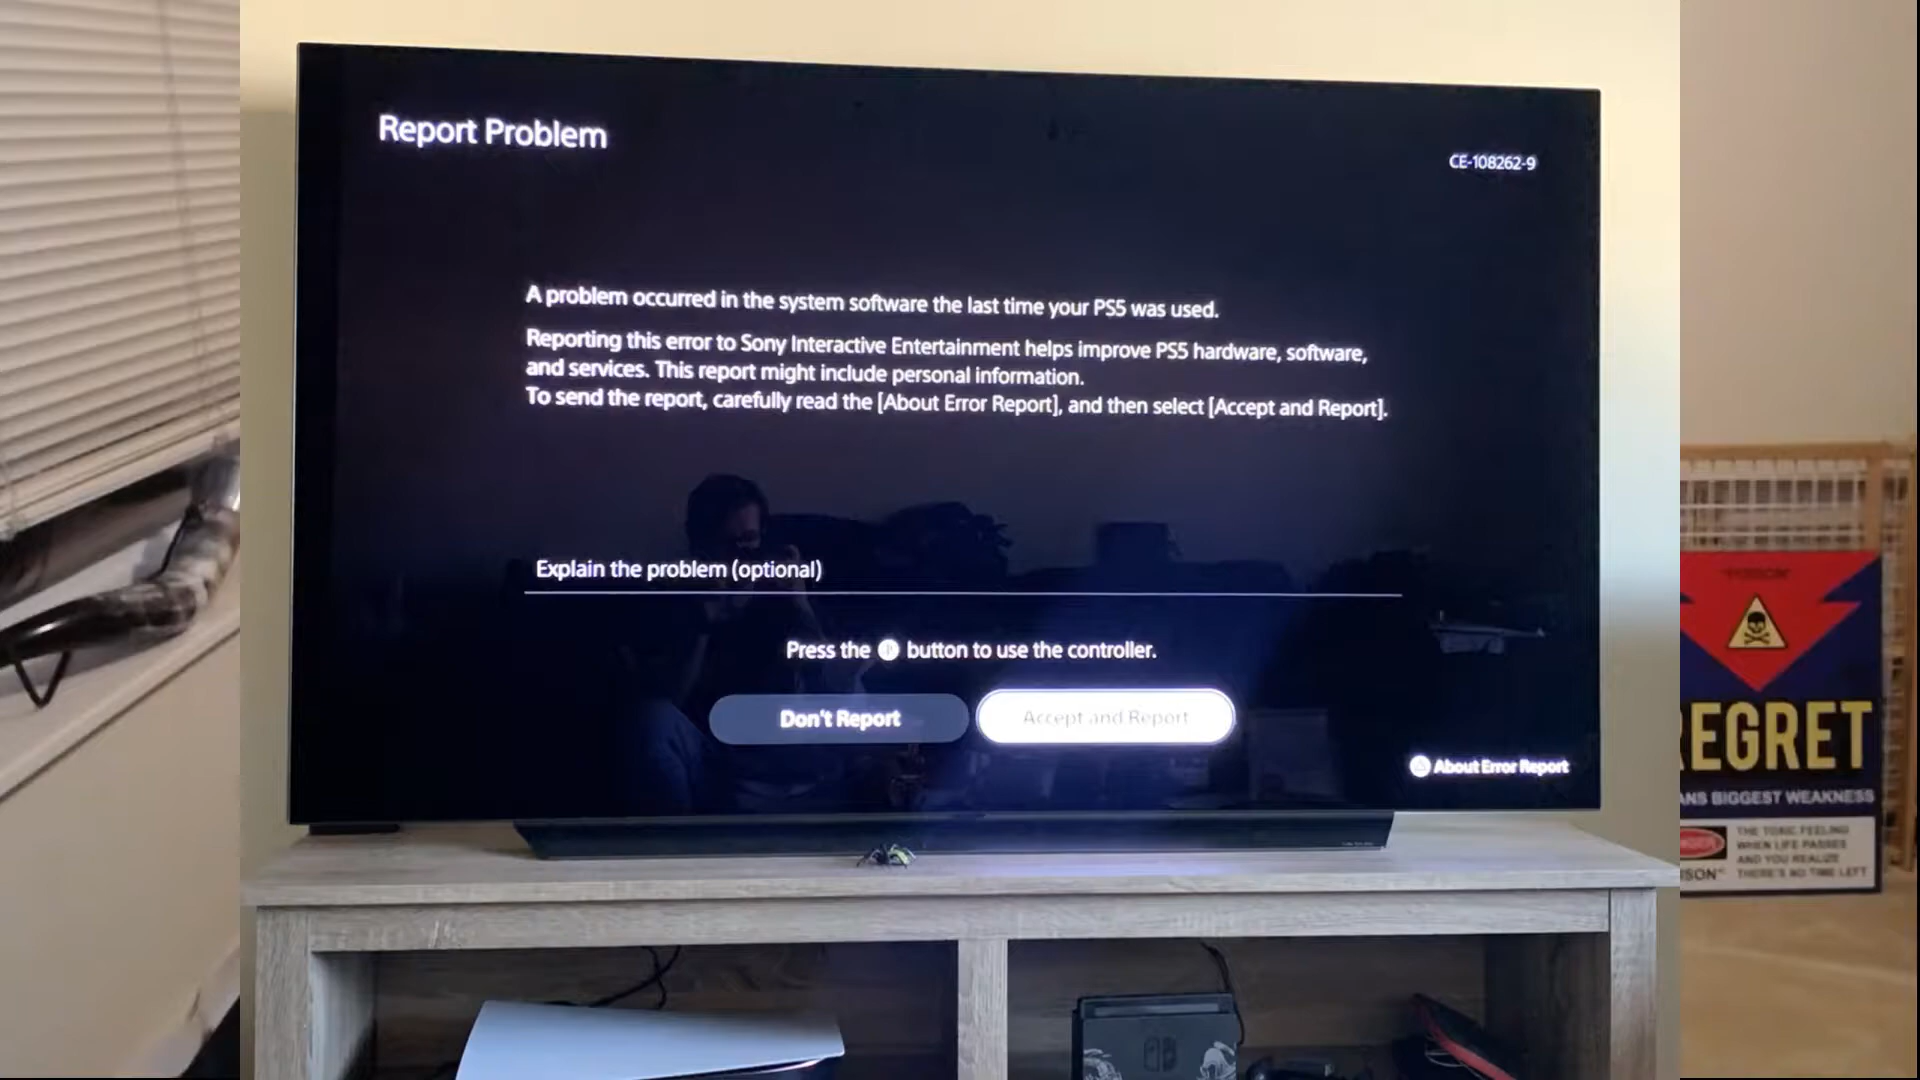 Report Problem
CE-108262-9
A problem occurred in the system software the last time your PS5 was used.
Reporting this error to Sony Interactive Entertainment helps improve PS5 hardware, software,
and services. This report might include personal information.
To send the report, carefully read the [About Error Report], and then select [Accept and Report].
Explain the problem (optional)
Press the button to use the controller.
Don't Report
Accept and Report
About Error Report
REGRET
ANS BIGGEST WEAKNESS
THE TOXIC FEELING
WHEN LIFE PASSES
AND YOU REALIZE
THERE'S NO TIME LEFT